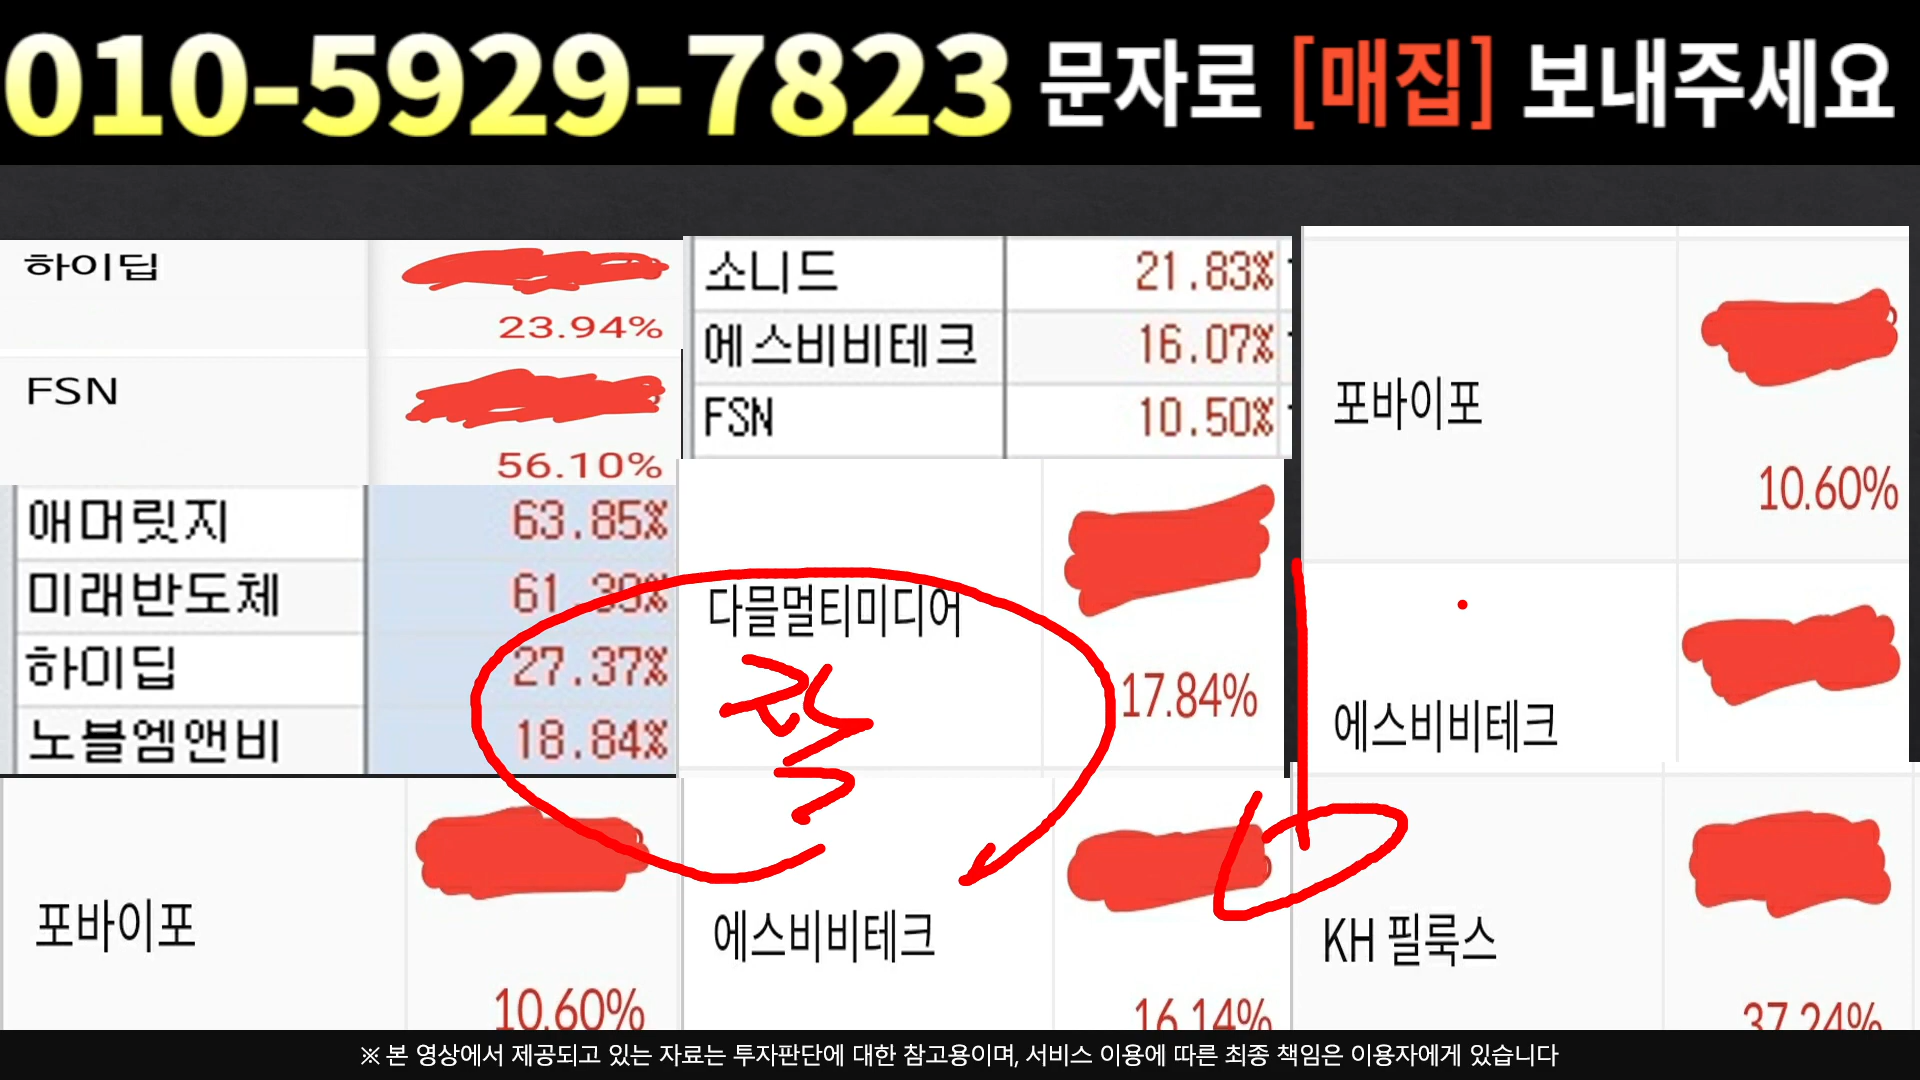 010-5929-7823 문자로 [매집] 보내주세요
하이딥
23.94%
FSN
56.10%
애머릿지 63.85%
미래반도체 61.39%
하이딥 27.37%
노블엠앤비 18.84%
소니드 21.83%
에스비비테크 16.07%
FSN 10.50%
다믈멀티미디어
17.84%
포바이포
10.60%
에스비비테크
포바이포
10.60%
에스비비테크
16.14%
KH 필룩스
37.24%
※ 본 영상에서 제공되고 있는 자료는 투자판단에 대한 참고용이며, 서비스 이용에 따른 최종 책임은 이용자에게 있습니다